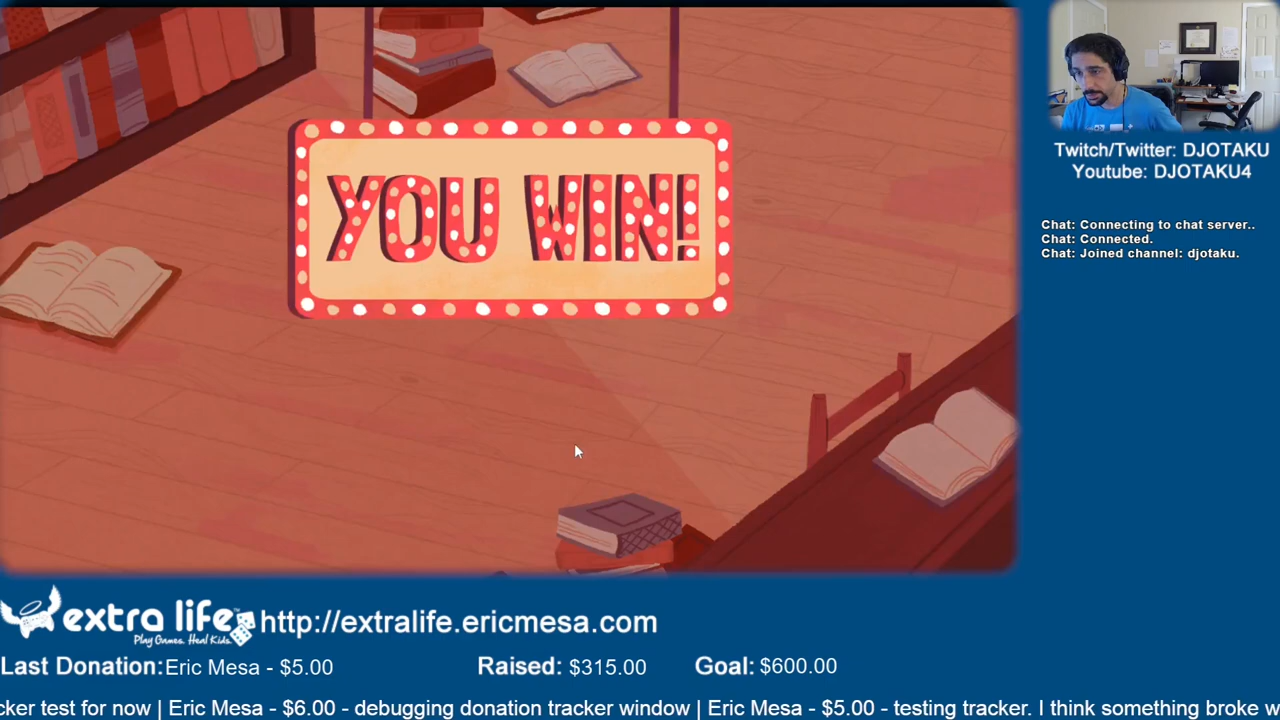 YOU WIN!
Twitch/Twitter: DJOTAKU
Youtube: DJOTAKU4
Chat: Connecting to chat server..
Chat: Connected.
Chat: Joined channel: djotaku.
extra life
Play Games. Heal Kids.
http://extralife.ericmesa.com
Last Donation: Eric Mesa - $5.00
Raised: $315.00
Goal: $600.00
cker test for now | Eric Mesa - $6.00 - debugging donation tracker window | Eric Mesa - $5.00 - testing tracker. I think something broke w